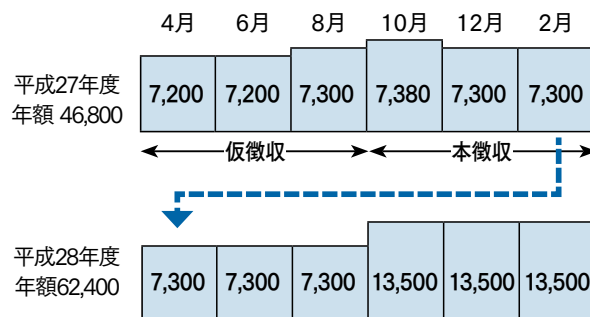 4月 6月 8月 10月 12月 2月
平成27年度
年額 46,800
7,200 7,200 7,300 7,380 7,300 7,300
仮徴収 本徴収
平成28年度
年額62,400
7,300 7,300 7,300 13,500 13,500 13,500